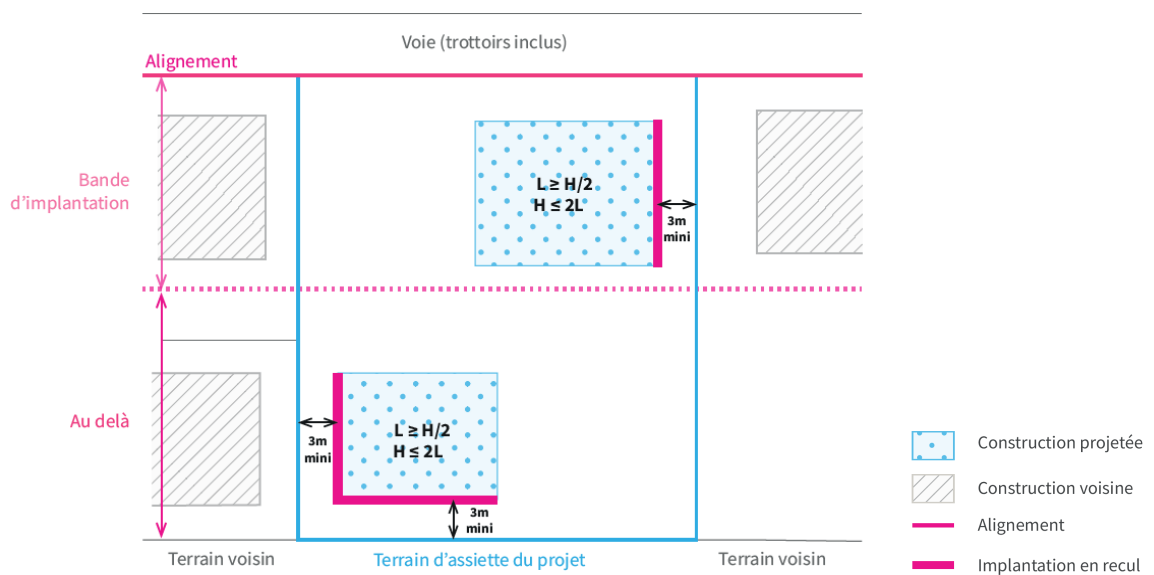 Voie (trottoirs inclus)
Alignement
Bande
d’implantation
L ≥ H/2
H ≤ 2L
3m
mini
Au delà
L ≥ H/2
H ≤ 2L
3m
mini
3m
mini
Terrain voisin
Terrain d’assiette du projet
Terrain voisin
Construction projetée
Construction voisine
Alignement
Implantation en recul